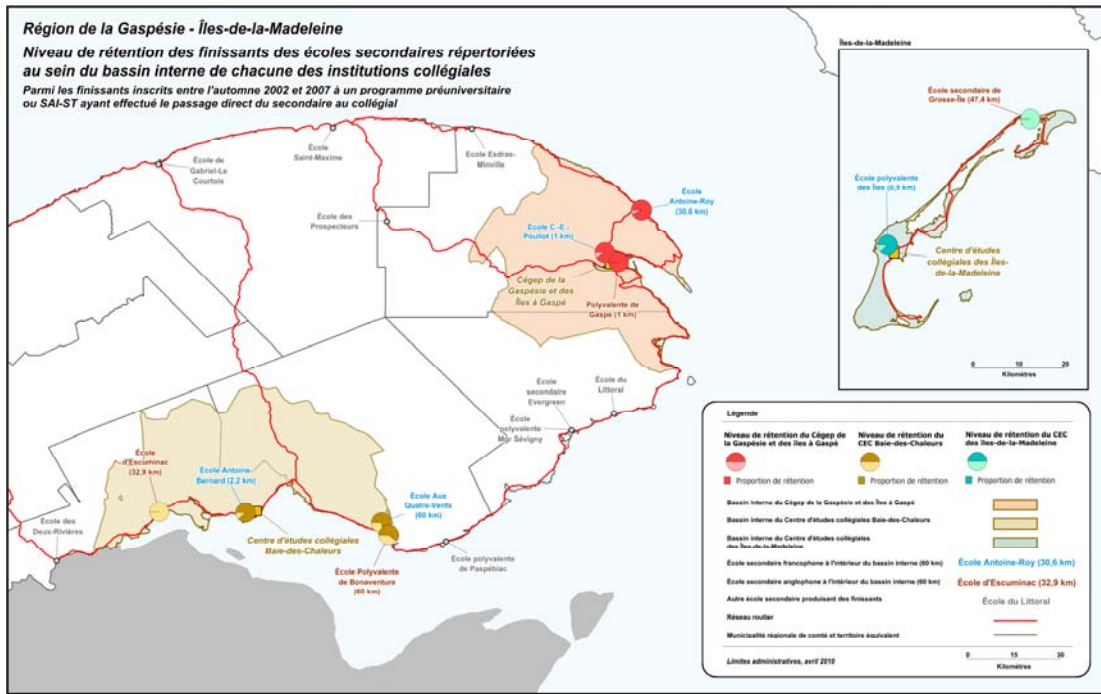 Région de la Gaspésie - Îles-de-la-Madeleine
Niveau de rétention des finissants des écoles secondaires répertoriées
au sein du bassin interne de chacune des institutions collégiales
Parmi les finissants inscrits entre l'automne 2002 et 2007 à un programme préuniversitaire
ou SAI-ST ayant effectué le passage direct du secondaire au collégial
Îles-de-la-Madeleine
École secondaire de
Grosse-Île (47,4 km)
École polyvalente
des Îles (0,5 km)
Centre d'études
collégiales des Îles-
de-la-Madeleine
0 10 20
Kilomètres
École de
Gabriel-Le
Courtois
École
Saint-Maxime
École Esdras-
Minville
École des
Prospecteurs
École
Antoine-Roy
(30,6 km)
École C.-E.-
Pouliot (1 km)
Cégep de la
Gaspésie et des
Îles à Gaspé
Polyvalente de
Gaspe (1 km)
École
secondaire
Evergreen
École du
Littoral
École
polyvalente
Mgr Sévigny
École
d'Escuminac
(32,9 km)
École Antoine-
Bernard (2,2 km)
École Aux
Quatre-Vents
(60 km)
École des
Deux-Rivières
Centre d'études collégiales
Baie-des-Chaleurs
École Polyvalente
de Bonaventure
(60 km)
École polyvalente
de Paspébiac
Légende
Niveau de rétention du Cégep de
la Gaspésie et des îles à Gaspé
Proportion de rétention
Niveau de rétention du
CEC Baie-des-Chaleurs
Proportion de rétention
Niveau de rétention du CEC
des îles-de-la-Madeleine
Proportion de rétention
Bassin interne du Cégep de la Gaspésie et des Îles à Gaspé
Bassin interne du Centre d'études collégiales Baie-des-Chaleurs
Bassin interne du Centre d'études collégiales
des Îles-de-la-Madeleine
École secondaire francophone à l'intérieur du bassin interne (60 km) École Antoine-Roy (30,6 km)
École secondaire anglophone à l'intérieur du bassin interne (60 km) École d'Escuminac (32,9 km)
Autre école secondaire produisant des finissants École du Littoral
Réseau routier
Municipalité régionale de comté et territoire équivalent
Limites administratives, avril 2010
0 15 30
Kilomètres